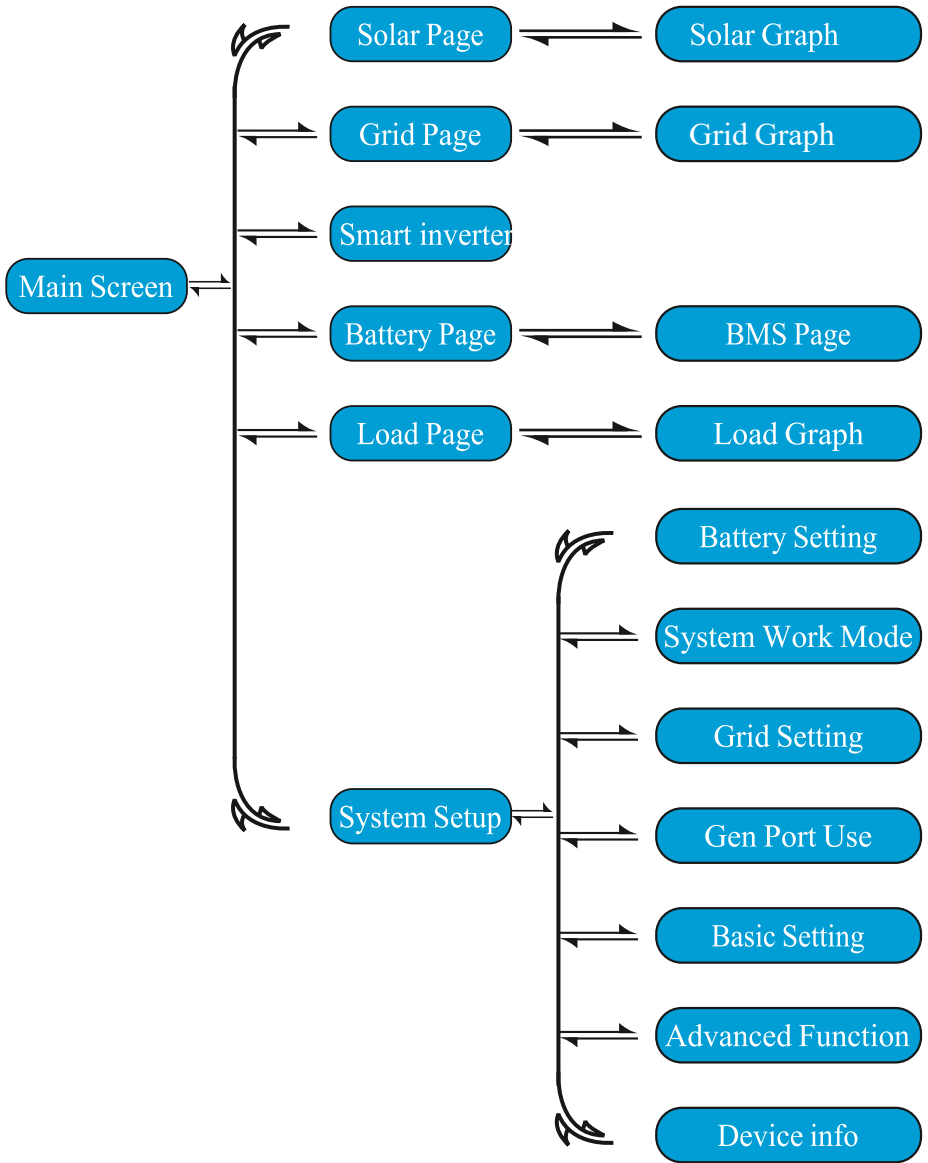 Solar Page
Solar Graph
Grid Page
Grid Graph
Smart inverter
Main Screen
Battery Page
BMS Page
Load Page
Load Graph
Battery Setting
System Work Mode
Grid Setting
System Setup
Gen Port Use
Basic Setting
Advanced Function
Device info